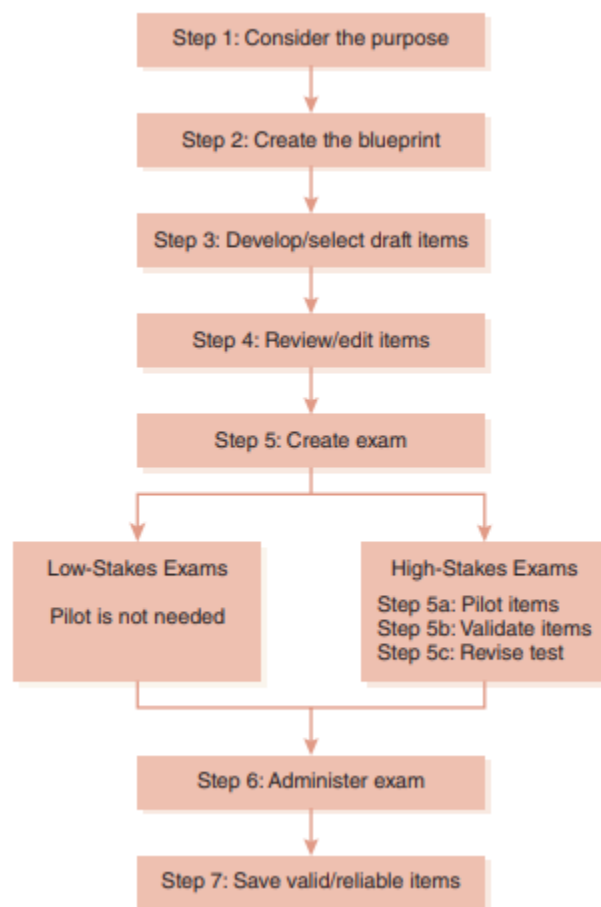 Step 1: Consider the purpose
Step 2: Create the blueprint
Step 3: Develop/select draft items
Step 4: Review/edit items
Step 5: Create exam
Low-Stakes Exams
Pilot is not needed
High-Stakes Exams
Step 5a: Pilot items
Step 5b: Validate items
Step 5c: Revise test
Step 6: Administer exam
Step 7: Save valid/reliable items